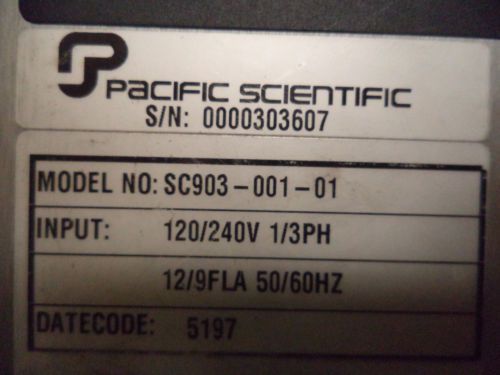 PACIFIC SCIENTIFIC
S/N: 0000303607
MODEL NO: SC903-001-01
INPUT: 120/240V 1/3PH
12/9FLA 50/60HZ
DATECODE: 5197